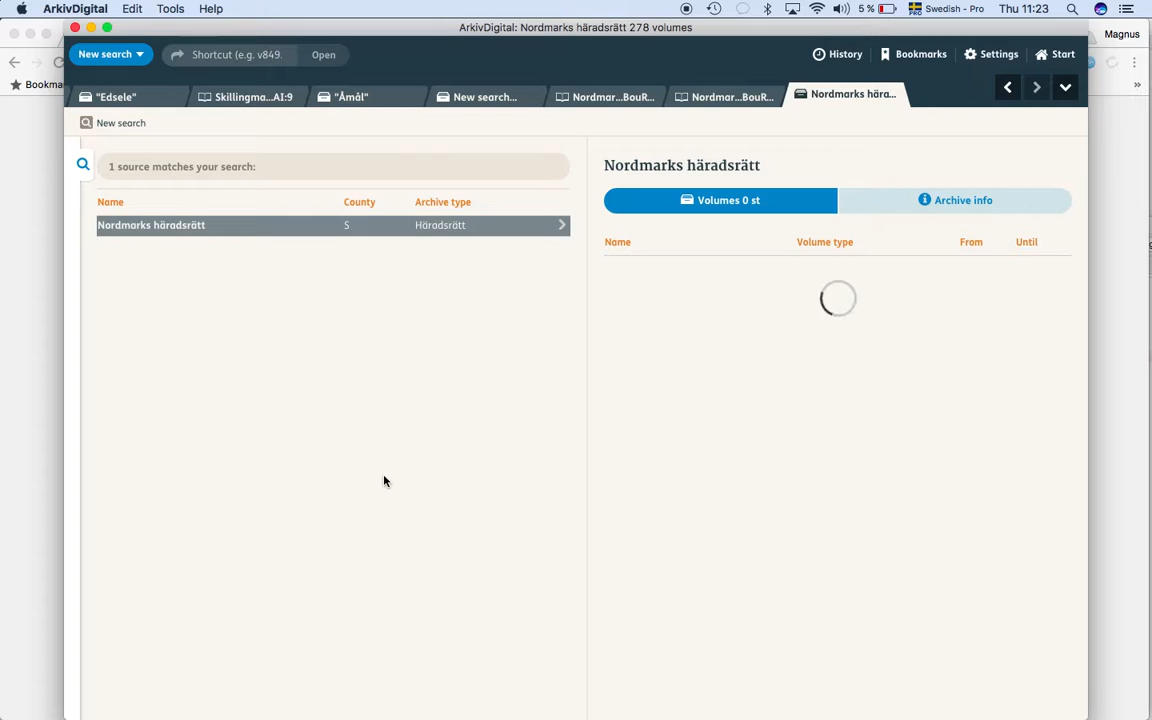 ArkivDigital Edit Tools Help 5 % Swedish - Pro Thu 11:23
ArkivDigital: Nordmarks häradsrätt 278 volumes
Magnus
New search Shortcut (e.g. v849. Open History Bookmarks Settings Start
Bookma
"Edsele" Skillingma...AI:9 "Åmål" New search... Nordmar...BouR... Nordmar...BouR... Nordmarks hära... »
New search
1 source matches your search:
Name County Archive type
Nordmarks häradsrätt S Häradsrätt
Nordmarks häradsrätt
Volumes 0 st Archive info
Name Volume type From Until